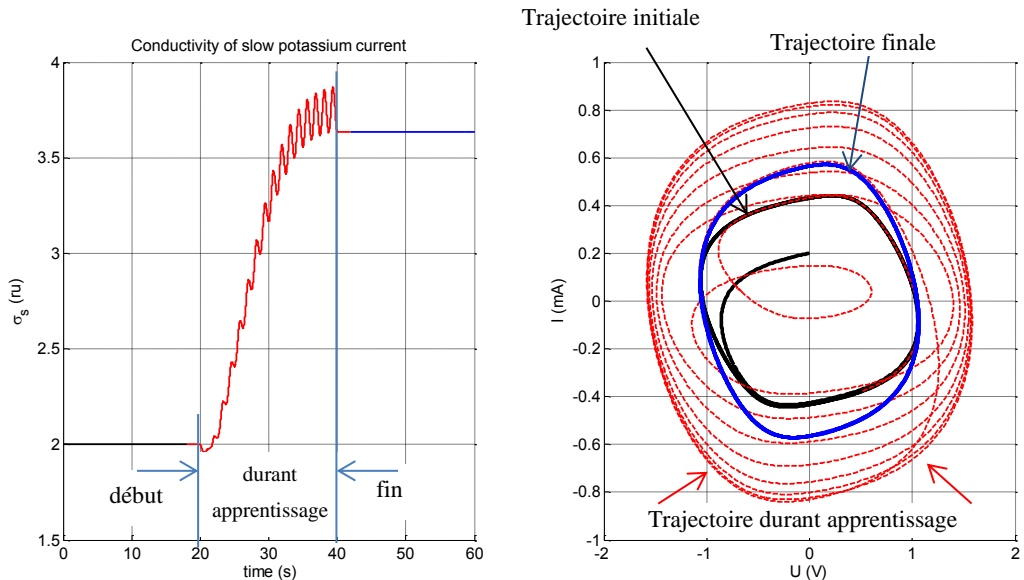 Trajectoire initiale
Trajectoire finale
Conductivity of slow potassium current
4
3.5
3
2.5
2
1.5
σs (ru)
0
10
20
30
40
50
60
time (s)
début
durant
apprentissage
fin
1
0.8
0.6
0.4
0.2
0
-0.2
-0.4
-0.6
-0.8
-1
I (mA)
-2
-1
0
1
2
U (V)
Trajectoire durant apprentissage